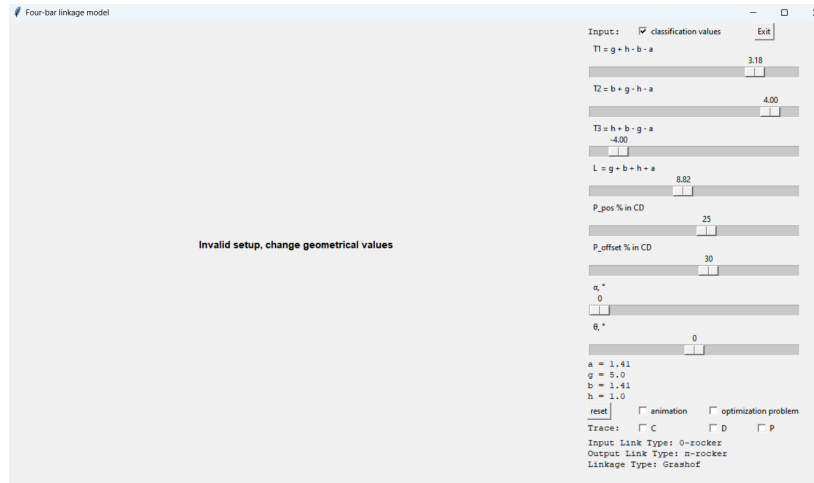 Four-bar linkage model
Input: classification values Exit
T1 = g + h - b - a
3.18
T2 = b + g - h - a
4.00
T3 = h + b - g - a
-4.00
L = g + b + h + a
8.82
P_pos % in CD
25
Invalid setup, change geometrical values
P_offset % in CD
30
α, °
0
θ, °
0
a = 1.41
g = 5.0
b = 1.41
h = 1.0
reset animation optimization problem
Trace: C D P
Input Link Type: 0-rocker
Output Link Type: π-rocker
Linkage Type: Grashof